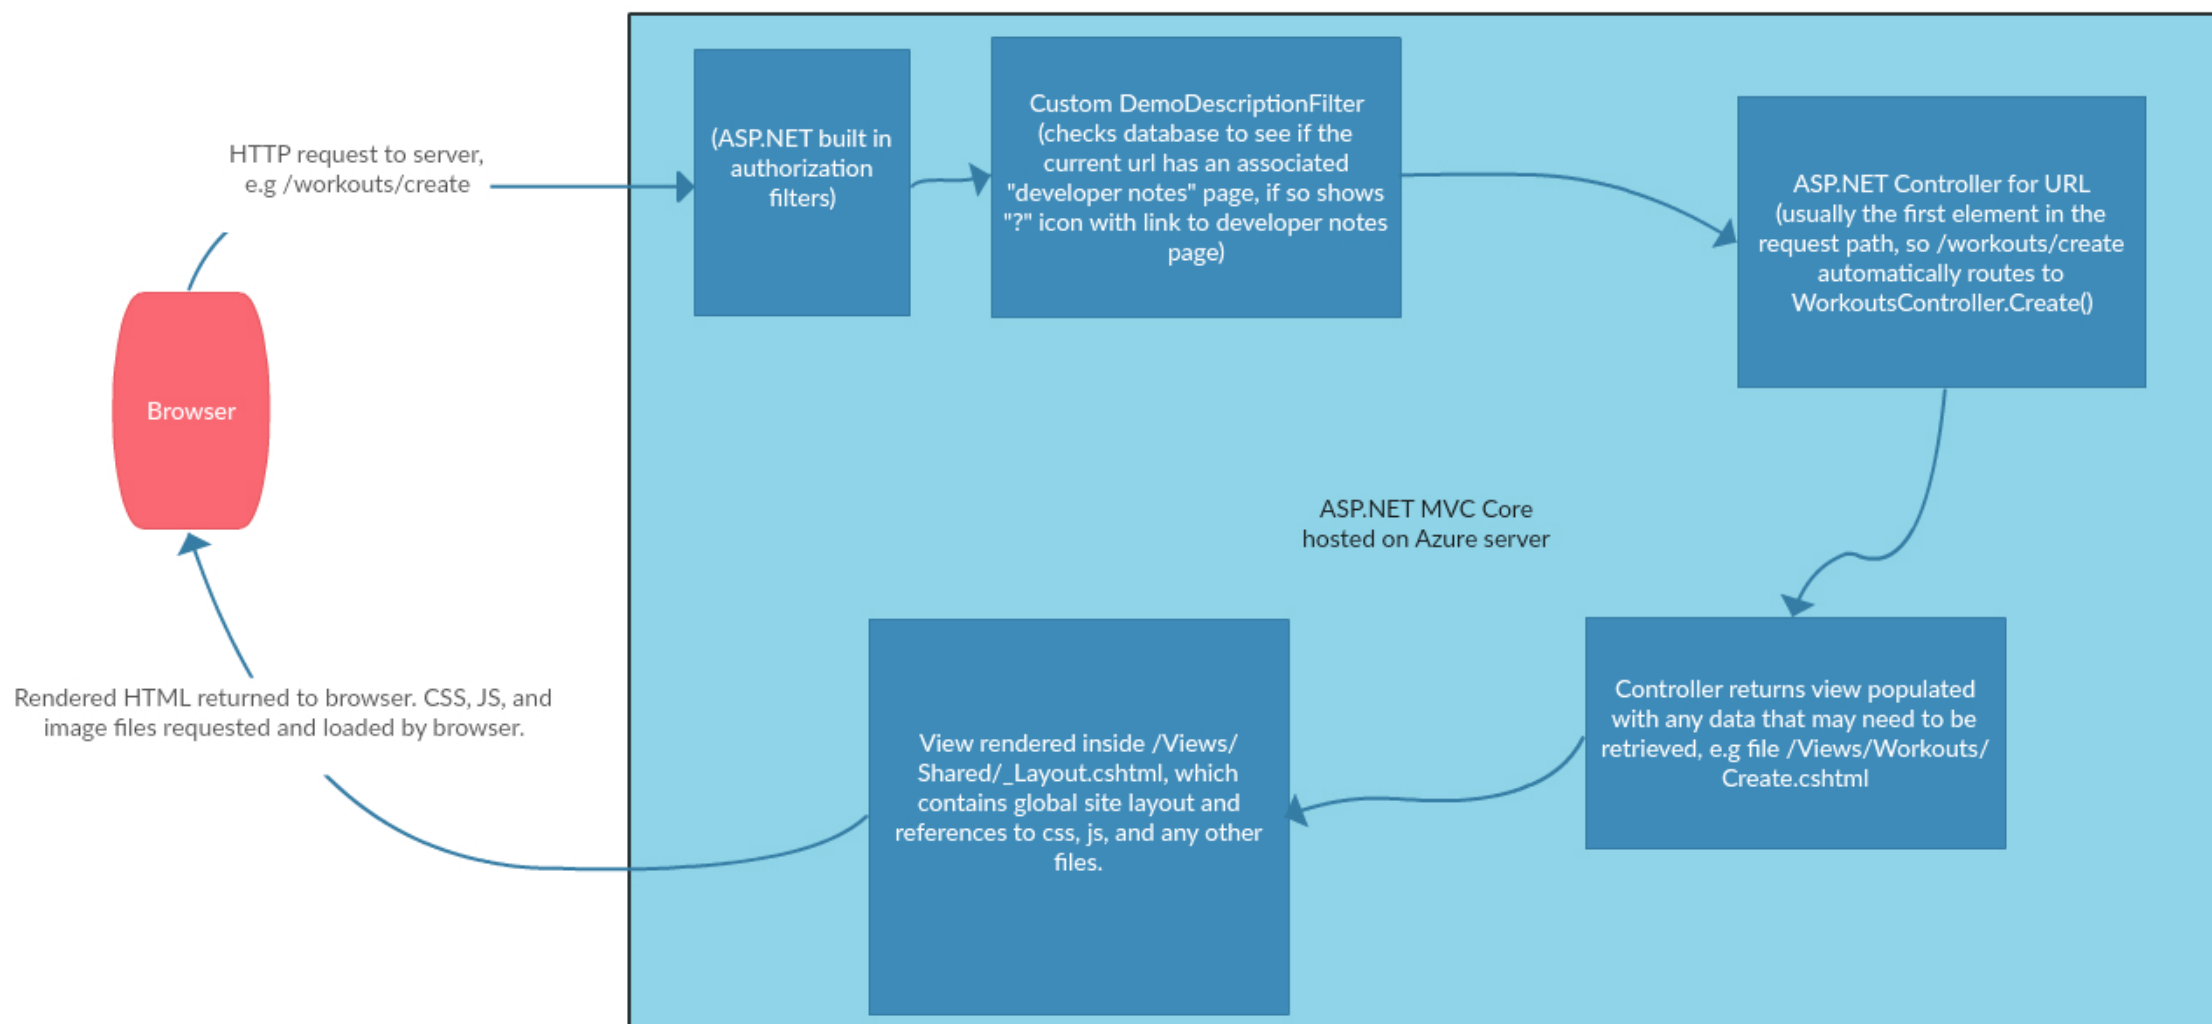 HTTP request to server,
e.g /workouts/create
(ASP.NET built in
authorization
filters)
Custom DemoDescriptionFilter
(checks database to see if the
current url has an associated
"developer notes" page, if so shows
"?" icon with link to developer notes
page)
ASP.NET Controller for URL
(usually the first element in the
request path, so /workouts/create
automatically routes to
WorkoutsController.Create()
Browser
ASP.NET MVC Core
hosted on Azure server
Controller returns view populated
with any data that may need to be
retrieved, e.g file /Views/Workouts/
Create.cshtml
View rendered inside /Views/
Shared/_Layout.cshtml, which
contains global site layout and
references to css, js, and any other
files.
Rendered HTML returned to browser. CSS, JS, and
image files requested and loaded by browser.